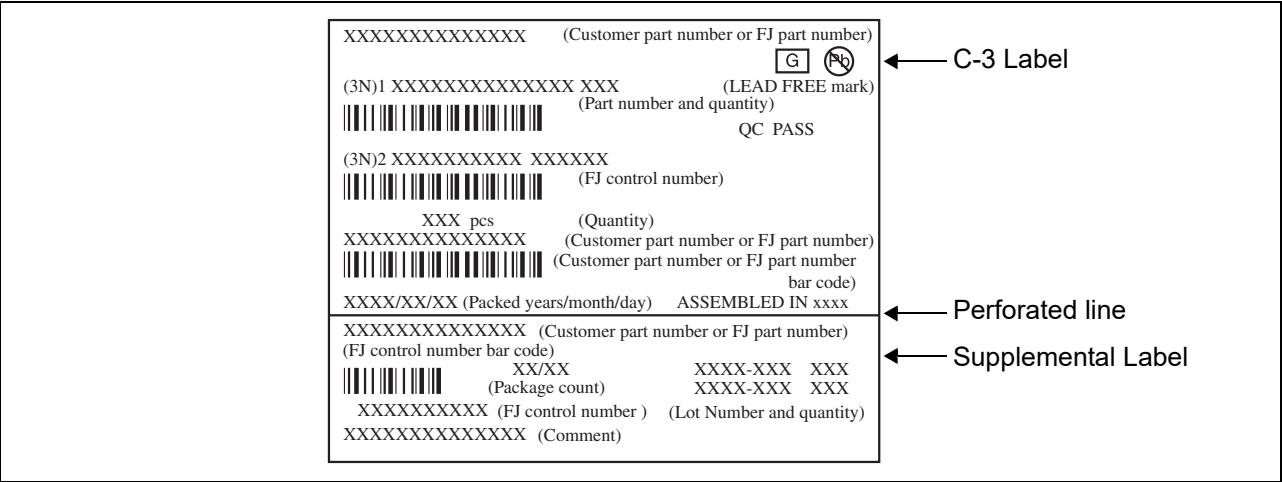 XXXXXXXXXXXXXX (Customer part number or FJ part number)
G Pb C-3 Label
(3N)1 XXXXXXXXXXXXXX XXX (LEAD FREE mark)
(Part number and quantity)
QC PASS
(3N)2 XXXXXXXXXX XXXXXX
(FJ control number)
XXX pcs (Quantity)
XXXXXXXXXXXXXX (Customer part number or FJ part number)
(Customer part number or FJ part number
bar code)
XXXX/XX/XX (Packed years/month/day) ASSEMBLED IN xxxx
Perforated line
XXXXXXXXXXXXXX (Customer part number or FJ part number)
(FJ control number bar code)
Supplemental Label
XX/XX XXXX-XXX XXX
(Package count) XXXX-XXX XXX
XXXXXXXXXX (FJ control number ) (Lot Number and quantity)
XXXXXXXXXXXXXX (Comment)